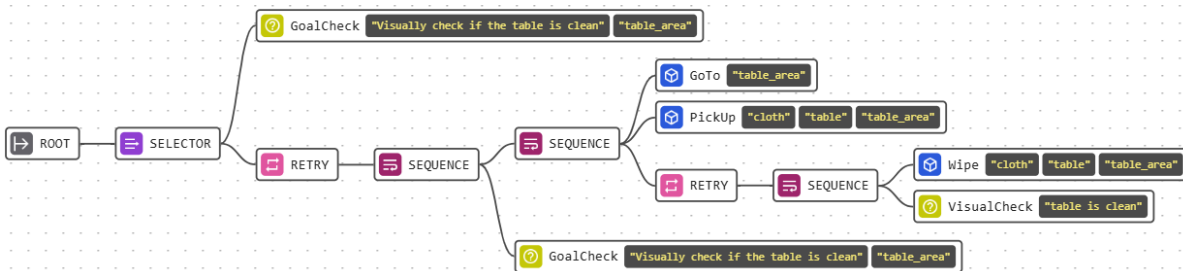 GoalCheck "Visually check if the table is clean" "table_area"
GoTo "table_area"
PickUp "cloth" "table" "table_area"
ROOT SELECTOR SEQUENCE
RETRY SEQUENCE
Wipe "cloth" "table" "table_area"
RETRY SEQUENCE
VisualCheck "table is clean"
GoalCheck "Visually check if the table is clean" "table_area"